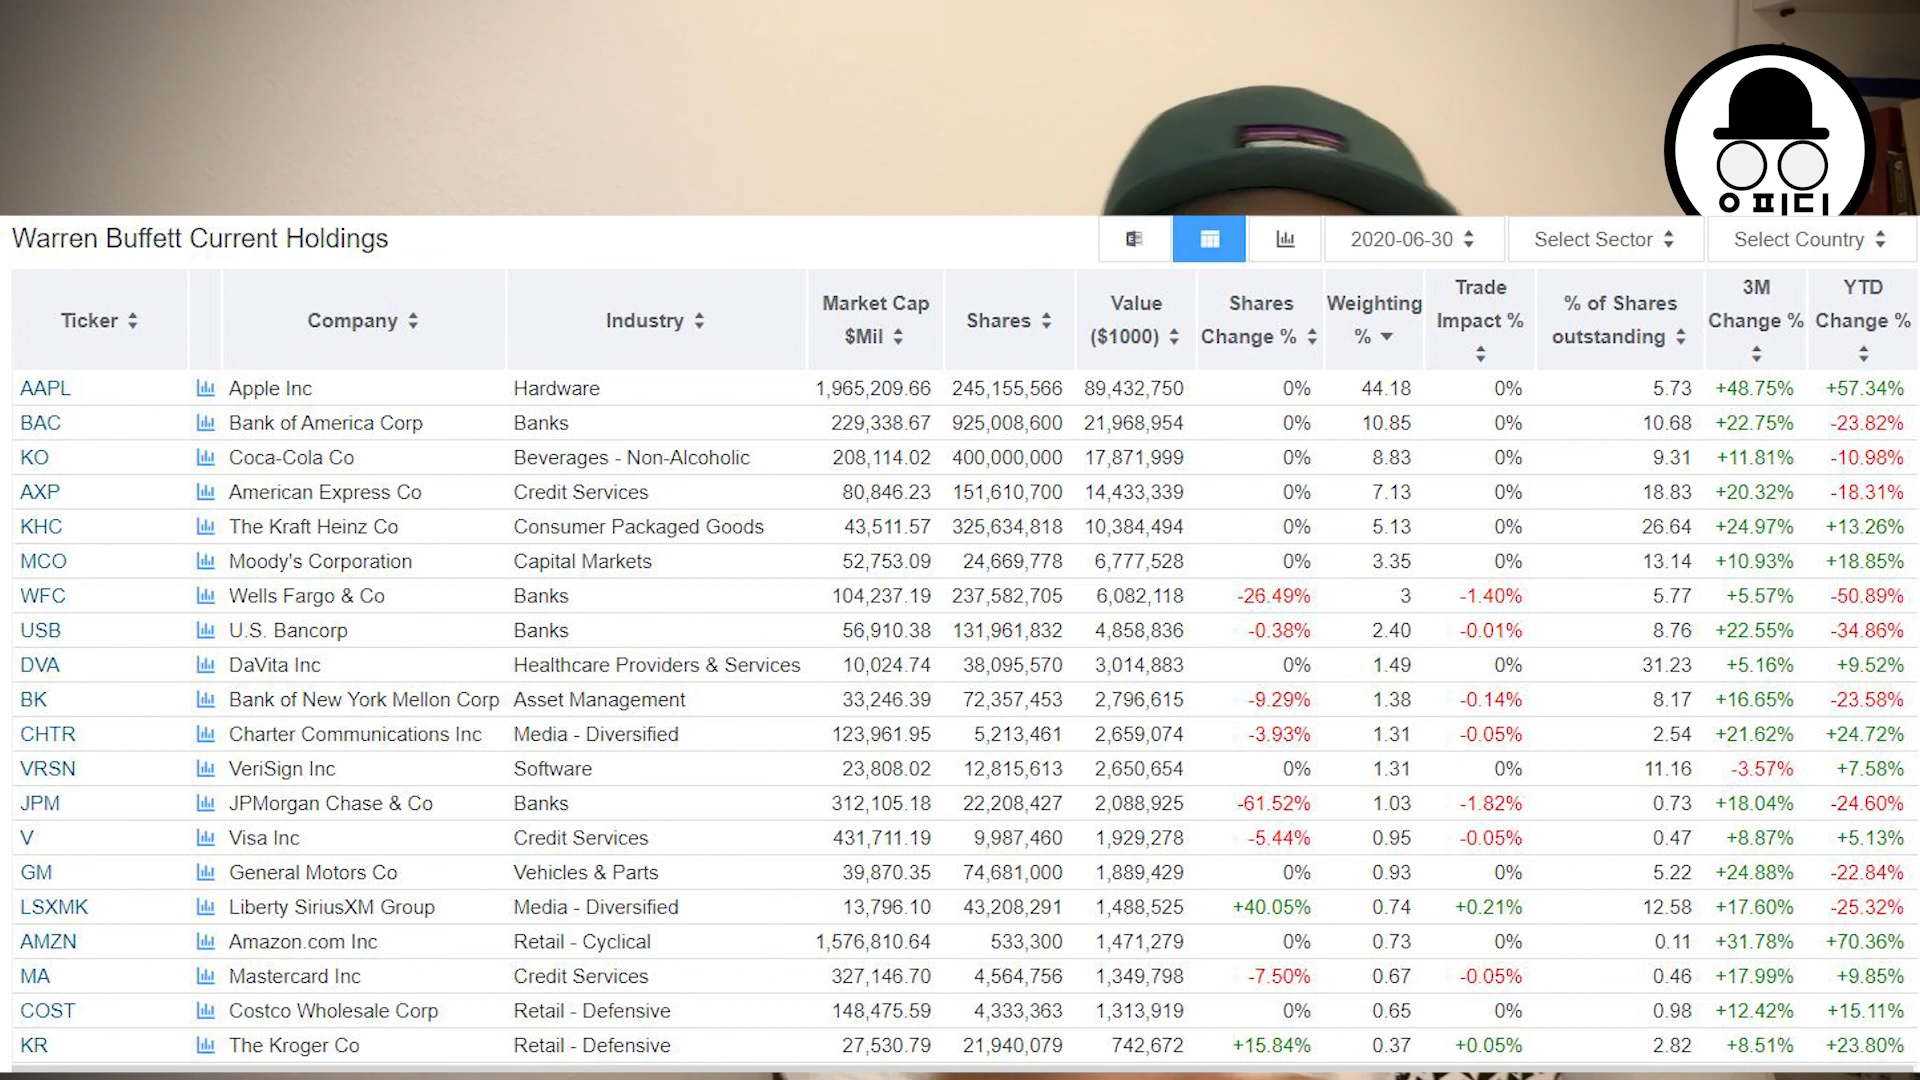 우피디
Warren Buffett Current Holdings
2020-06-30 Select Sector Select Country
Ticker Company Industry Market Cap $Mil Shares Value ($1000) Shares Change % Weighting % Trade Impact % % of Shares outstanding 3M Change % YTD Change %
AAPL Apple Inc Hardware 1,965,209.66 245,155,566 89,432,750 0% 44.18 0% 5.73 +48.75% +57.34%
BAC Bank of America Corp Banks 229,338.67 925,008,600 21,968,954 0% 10.85 0% 10.68 +22.75% -23.82%
KO Coca-Cola Co Beverages - Non-Alcoholic 208,114.02 400,000,000 17,871,999 0% 8.83 0% 9.31 +11.81% -10.98%
AXP American Express Co Credit Services 80,846.23 151,610,700 14,433,339 0% 7.13 0% 18.83 +20.32% -18.31%
KHC The Kraft Heinz Co Consumer Packaged Goods 43,511.57 325,634,818 10,384,494 0% 5.13 0% 26.64 +24.97% +13.26%
MCO Moody's Corporation Capital Markets 52,753.09 24,669,778 6,777,528 0% 3.35 0% 13.14 +10.93% +18.85%
WFC Wells Fargo & Co Banks 104,237.19 237,582,705 6,082,118 -26.49% 3 -1.40% 5.77 +5.57% -50.89%
USB U.S. Bancorp Banks 56,910.38 131,961,832 4,858,836 -0.38% 2.40 -0.01% 8.76 +22.55% -34.86%
DVA DaVita Inc Healthcare Providers & Services 10,024.74 38,095,570 3,014,883 0% 1.49 0% 31.23 +5.16% +9.52%
BK Bank of New York Mellon Corp Asset Management 33,246.39 72,357,453 2,796,615 -9.29% 1.38 -0.14% 8.17 +16.65% -23.58%
CHTR Charter Communications Inc Media - Diversified 123,961.95 5,213,461 2,659,074 -3.93% 1.31 -0.05% 2.54 +21.62% +24.72%
VRSN VeriSign Inc Software 23,808.02 12,815,613 2,650,654 0% 1.31 0% 11.16 -3.57% +7.58%
JPM JPMorgan Chase & Co Banks 312,105.18 22,208,427 2,088,925 -61.52% 1.03 -1.82% 0.73 +18.04% -24.60%
V Visa Inc Credit Services 431,711.19 9,987,460 1,929,278 -5.44% 0.95 -0.05% 0.47 +8.87% +5.13%
GM General Motors Co Vehicles & Parts 39,870.35 74,681,000 1,889,429 0% 0.93 0% 5.22 +24.88% -22.84%
LSXMK Liberty SiriusXM Group Media - Diversified 13,796.10 43,208,291 1,488,525 +40.05% 0.74 +0.21% 12.58 +17.60% -25.32%
AMZN Amazon.com Inc Retail - Cyclical 1,576,810.64 533,300 1,471,279 0% 0.73 0% 0.11 +31.78% +70.36%
MA Mastercard Inc Credit Services 327,146.70 4,564,756 1,349,798 -7.50% 0.67 -0.05% 0.46 +17.99% +9.85%
COST Costco Wholesale Corp Retail - Defensive 148,475.59 4,333,363 1,313,919 0% 0.65 0% 0.98 +12.42% +15.11%
KR The Kroger Co Retail - Defensive 27,530.79 21,940,079 742,672 +15.84% 0.37 +0.05% 2.82 +8.51% +23.80%